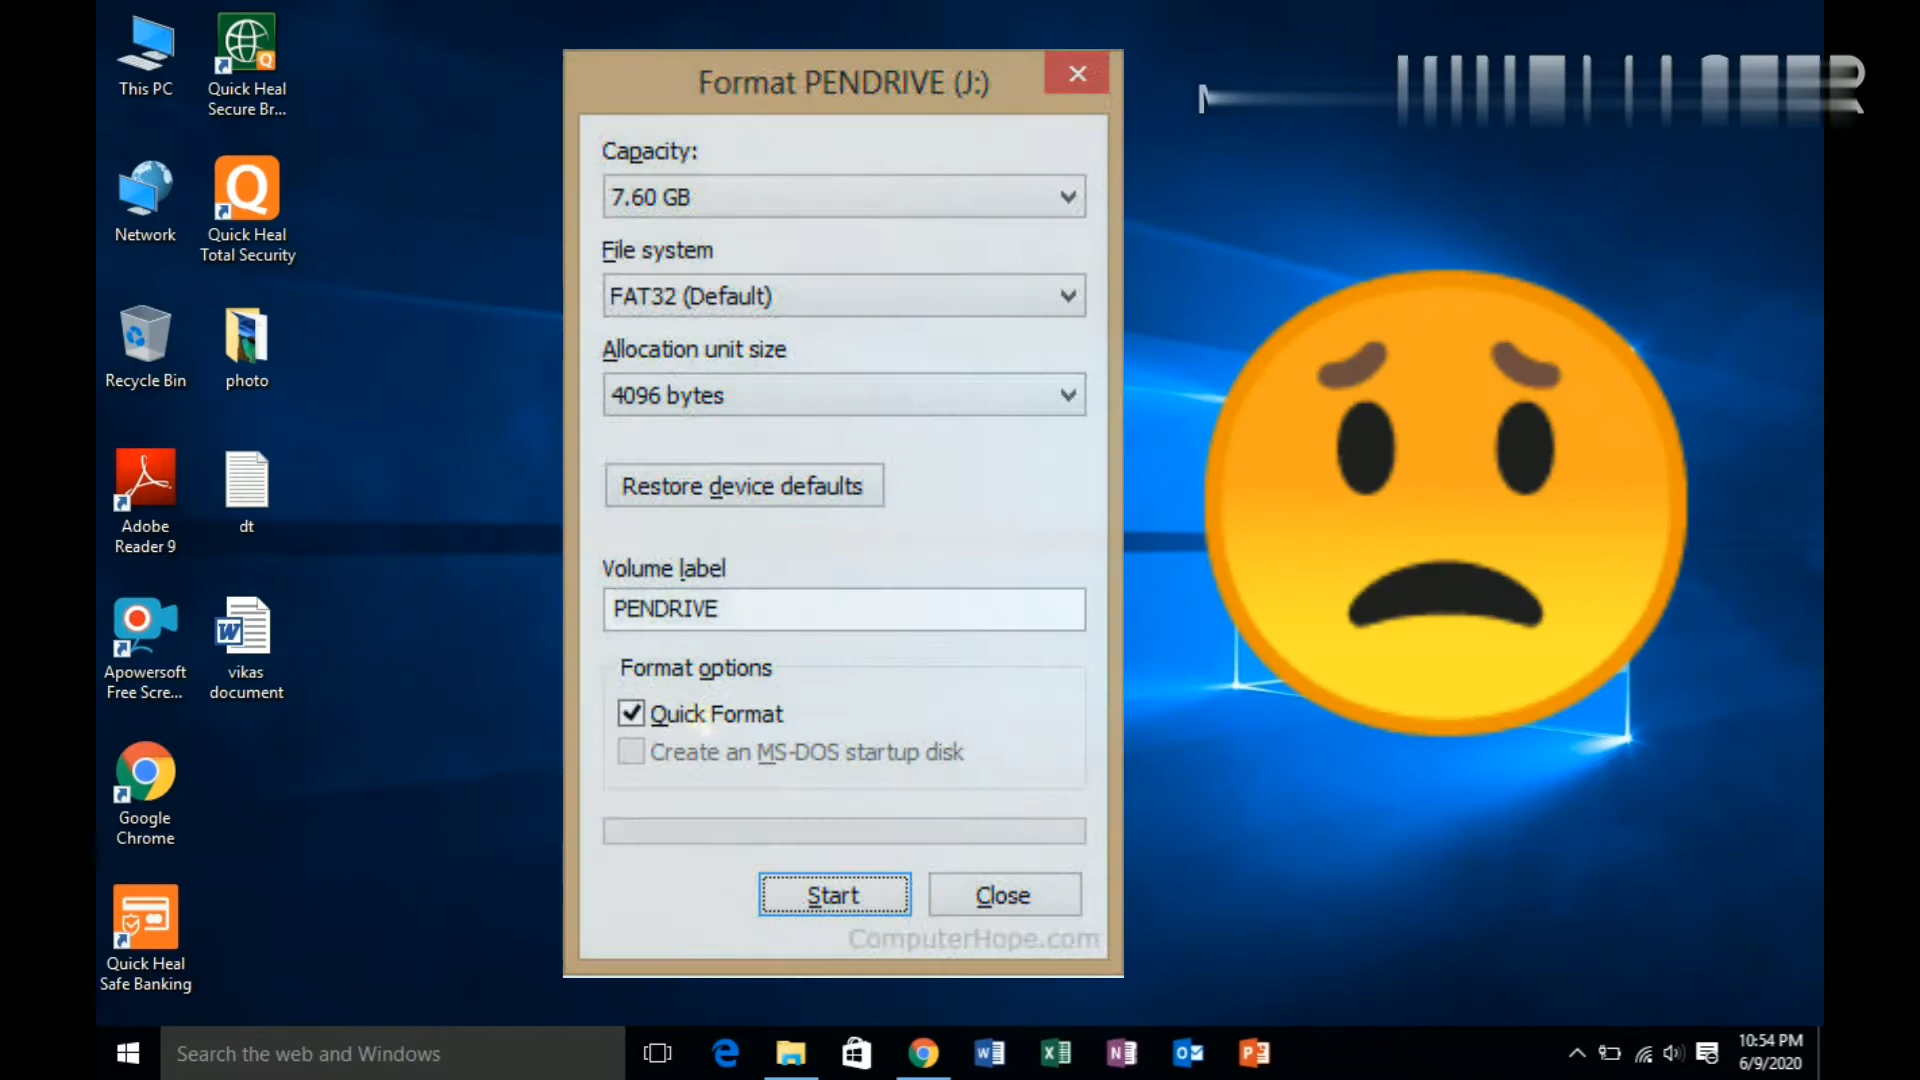 This PC
Quick Heal
Secure Br...
Network
Quick Heal
Total Security
Recycle Bin
photo
Adobe
Reader 9
dt
Apowersoft
Free Scre...
vikas
document
Google
Chrome
Quick Heal
Safe Banking
Format PENDRIVE (J:)
Capacity:
7.60 GB
File system
FAT32 (Default)
Allocation unit size
4096 bytes
Restore device defaults
Volume label
PENDRIVE
Format options
Quick Format
Create an MS-DOS startup disk
Start
Close
ComputerHope.com
Search the web and Windows
10:54 PM
6/9/2020